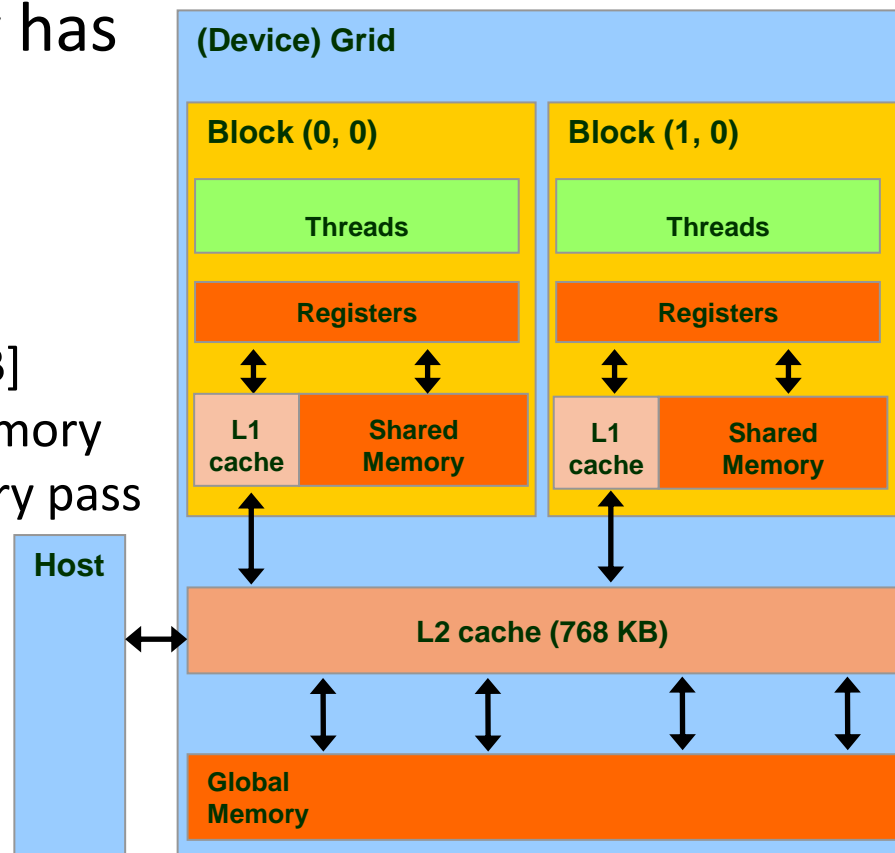 has
(Device) Grid
Block (0, 0)
Block (1, 0)
Threads
Threads
Registers
Registers
L1
cache
Shared
Memory
L1
cache
Shared
Memory
]
mory
ry pass
Host
L2 cache (768 KB)
Global
Memory